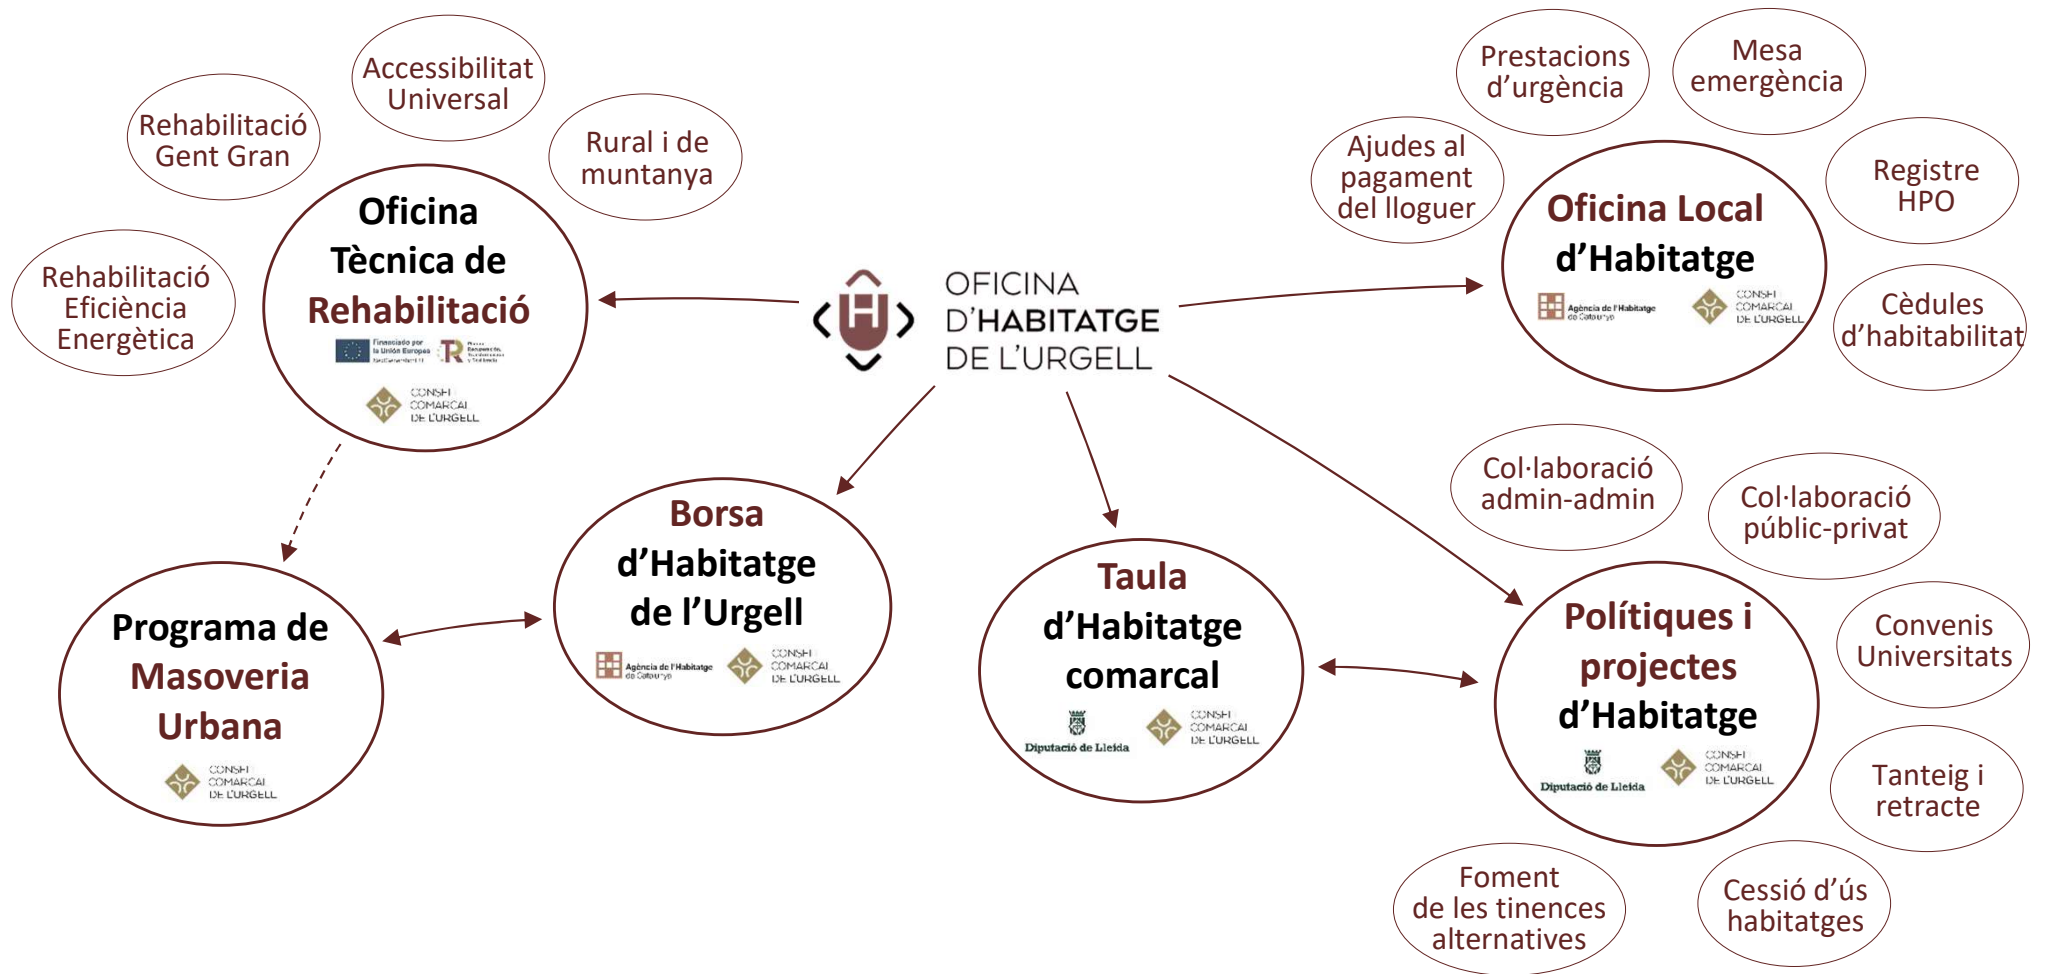 Accessibilitat
Universal
Rehabilitació
Gent Gran
Rural i de
muntanya
Rehabilitació
Eficiència
Energètica
Oficina
Tècnica de
Rehabilitació
Financiado por
la Unión Europea
CONSELL
COMARCAL
DE L'URGELL
OFICINA
D'HABITATGE
DE L'URGELL
Prestacions
d'urgència
Mesa
emergència
Ajudes al
pagament
del lloguer
Registre
HPO
Cèdules
d'habitabilitat
Oficina Local
d'Habitatge
Agència de l'Habitatge
de Catalunya
CONSELL
COMARCAL
DE L'URGELL
Programa de
Masoveria
Urbana
CONSELL
COMARCAL
DE L'URGELL
Borsa
d'Habitatge
de l'Urgell
Agència de l'Habitatge
de Catalunya
CONSELL
COMARCAL
DE L'URGELL
Taula
d'Habitatge
comarcal
Diputació de Lleida
CONSELL
COMARCAL
DE L'URGELL
Col·laboració
admin-admin
Col·laboració
públic-privat
Convenis
Universitats
Tanteig i
retracte
Cessió d'ús
habitatges
Foment
de les tinences
alternatives
Polítiques i
projectes
d'Habitatge
Diputació de Lleida
CONSELL
COMARCAL
DE L'URGELL